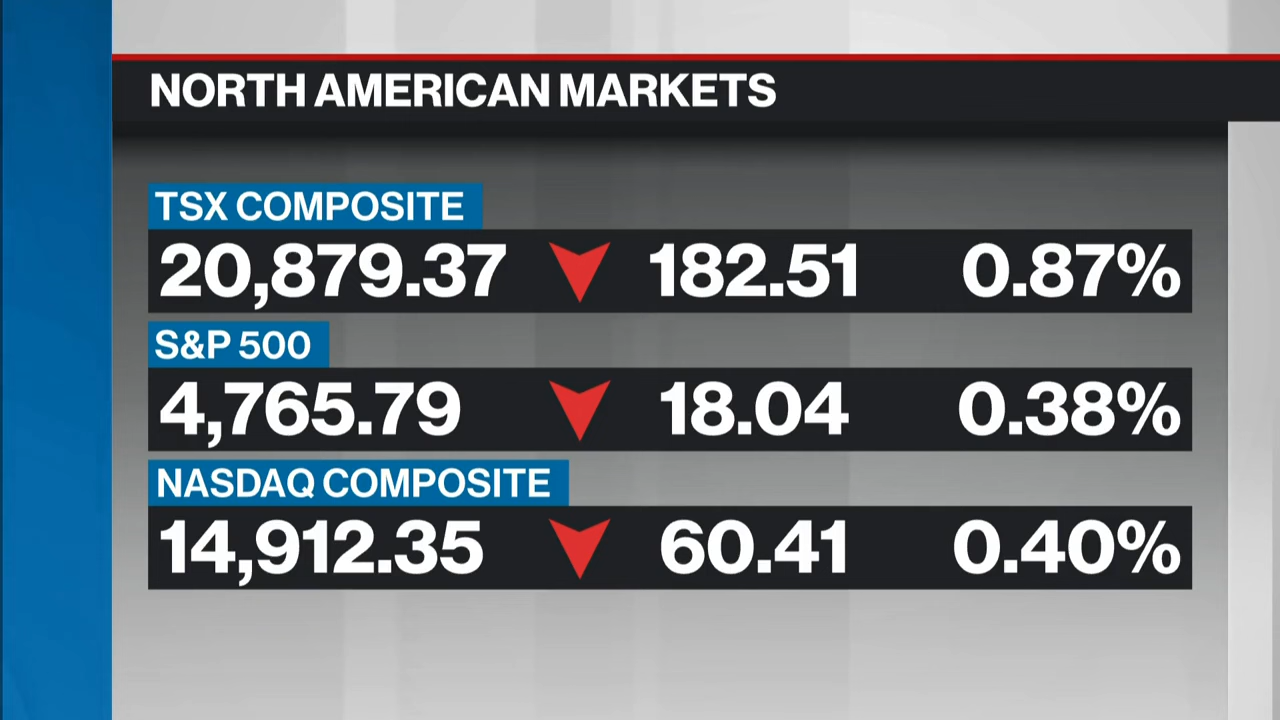 NORTH AMERICAN MARKETS
TSX COMPOSITE
20,879.37 182.51 0.87%
S&P 500
4,765.79 18.04 0.38%
NASDAQ COMPOSITE
14,912.35 60.41 0.40%